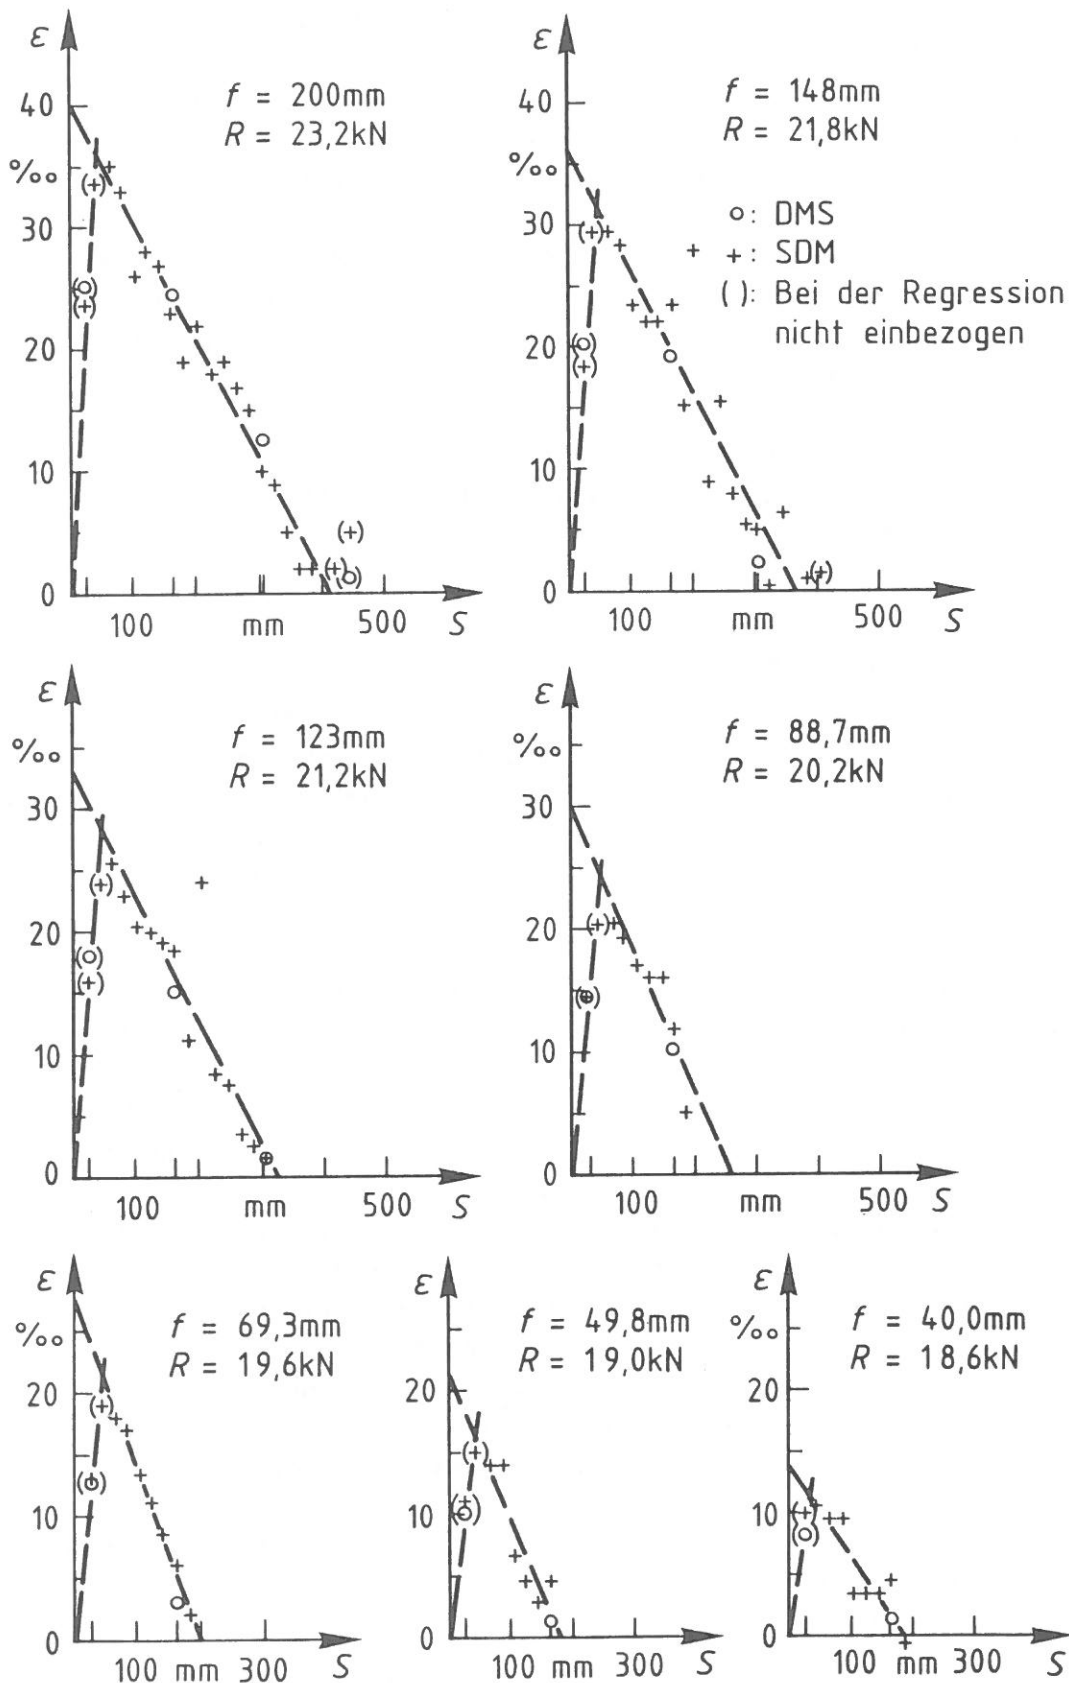 ε
f = 200mm
R = 23,2kN
40
‰
30
20
10
0
100 mm 500 S
ε
f = 148mm
R = 21,8kN
40
‰
30
20
10
0
o: DMS
+: SDM
( ): Bei der Regression
nicht einbezogen
100 mm 500 S
ε
f = 123mm
R = 21,2kN
‰
30
20
10
0
100 mm 500 S
ε
f = 88,7mm
R = 20,2kN
‰
30
20
10
0
100 mm 500 S
ε
f = 69,3mm
R = 19,6kN
‰
20
10
0
100 mm 300 S
ε
f = 49,8mm
R = 19,0kN
20
10
0
100 mm 300 S
ε
f = 40,0mm
R = 18,6kN
‰
20
10
0
100 mm 300 S